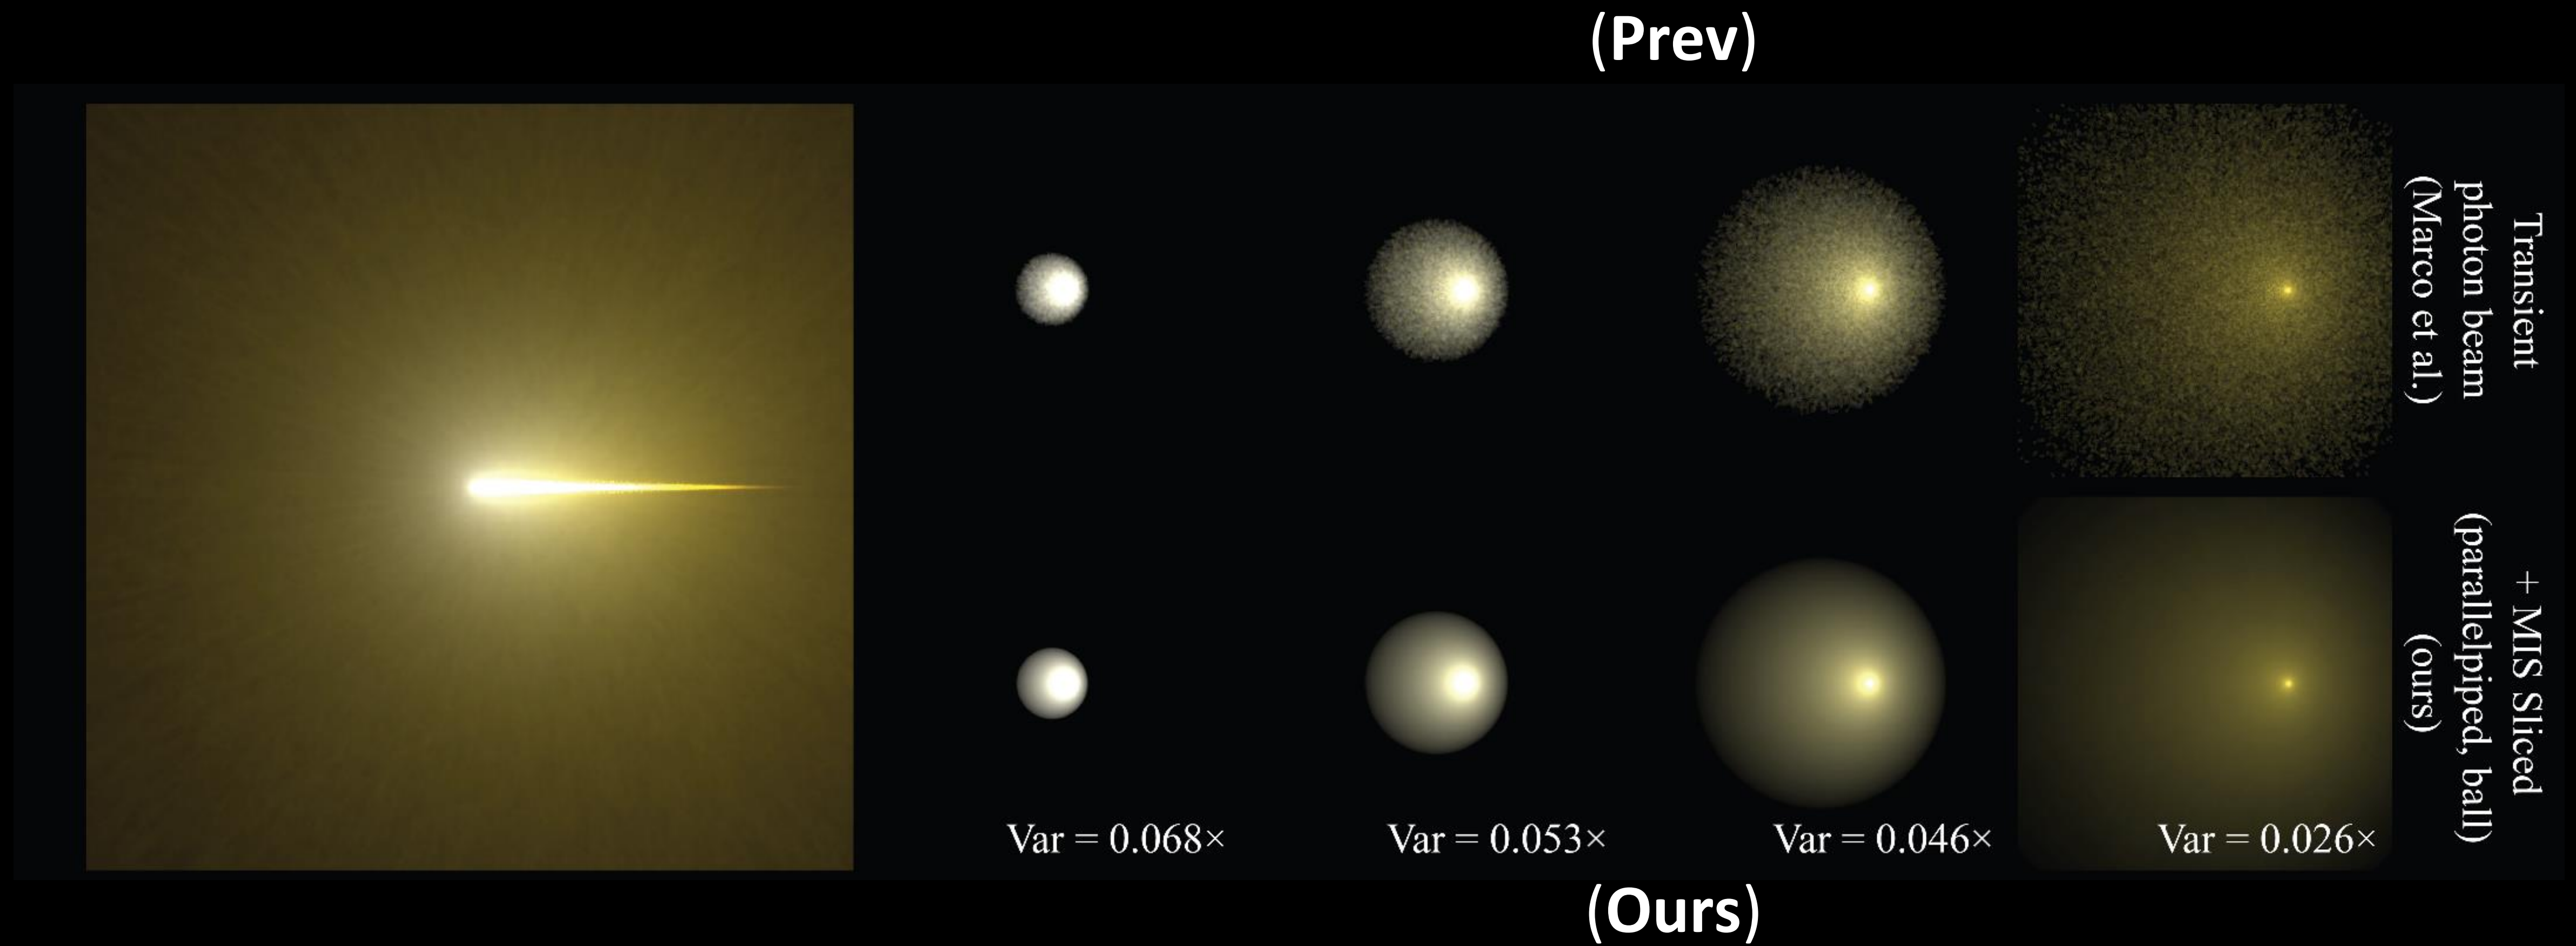 (Prev)
Transient
photon beam
(Marco et al.)
+ MIS Sliced
(parallelpiped, ball)
(ours)
Var = 0.068×
Var = 0.053×
Var = 0.046×
Var = 0.026×
(Ours)